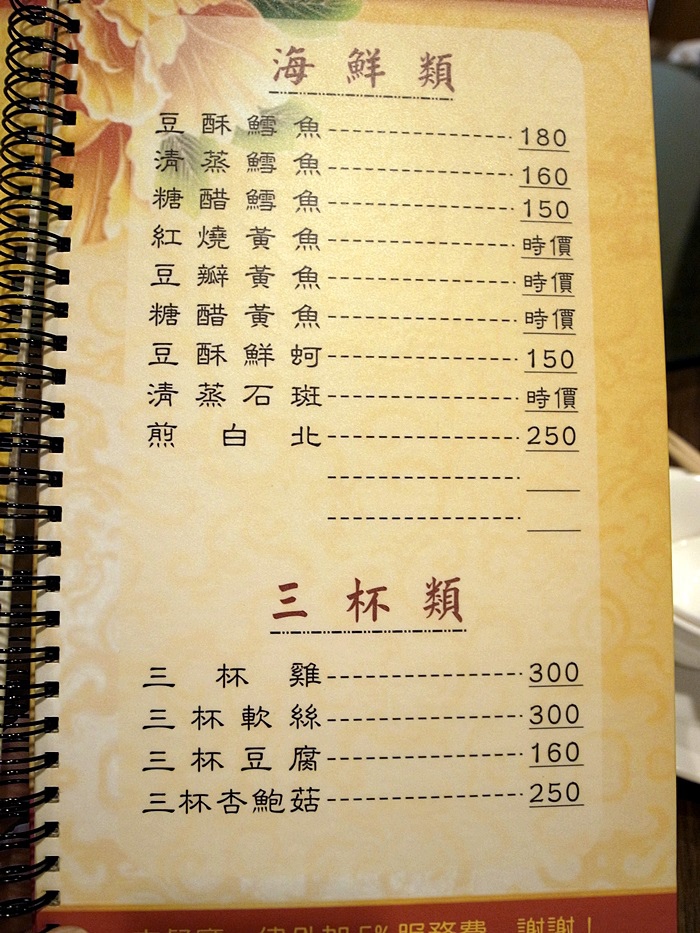 海鮮類
豆酥鱈魚 180
清蒸鱈魚 160
糖醋鱈魚 150
紅燒黃魚 時價
豆瓣黃魚 時價
糖醋黃魚 時價
豆酥鮮蚵 150
清蒸石斑 時價
煎白北 250
三杯類
三杯雞 300
三杯軟絲 300
三杯豆腐 160
三杯杏鮑菇 250
加5%服務費，謝謝！